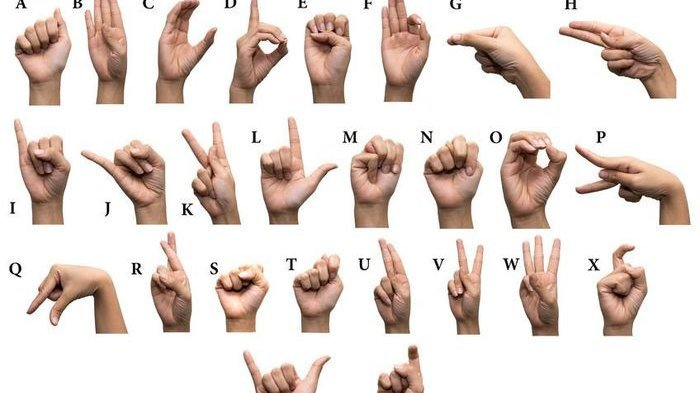 A B C D E F G H
I J K L M N O P
Q R S T U V W X